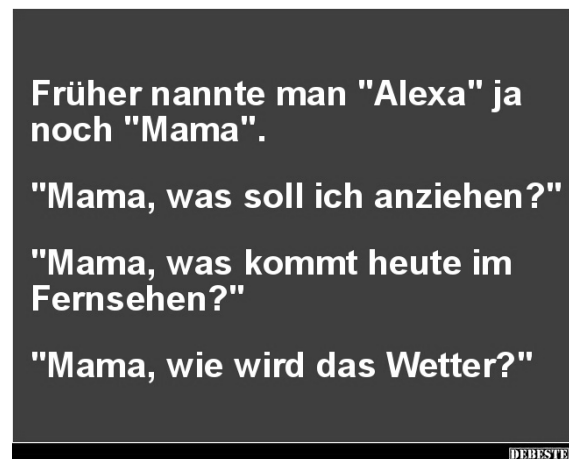 Früher nannte man "Alexa" ja
noch "Mama".
"Mama, was soll ich anziehen?"
"Mama, was kommt heute im
Fernsehen?"
"Mama, wie wird das Wetter?"
DEBESTE